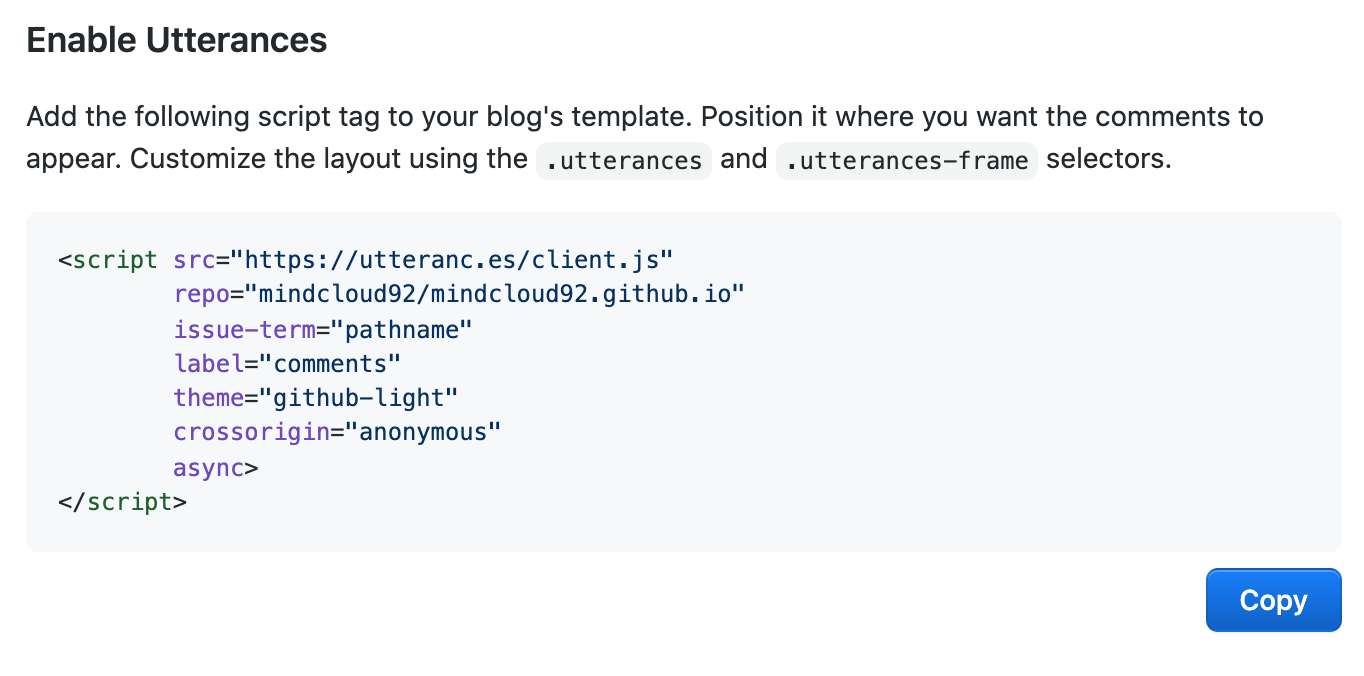 Enable Utterances
Add the following script tag to your blog's template. Position it where you want the comments to
appear. Customize the layout using the .utterances and .utterances-frame selectors.
<script src="https://utteranc.es/client.js"
        repo="mindcloud92/mindcloud92.github.io"
        issue-term="pathname"
        label="comments"
        theme="github-light"
        crossorigin="anonymous"
        async>
</script>
Copy